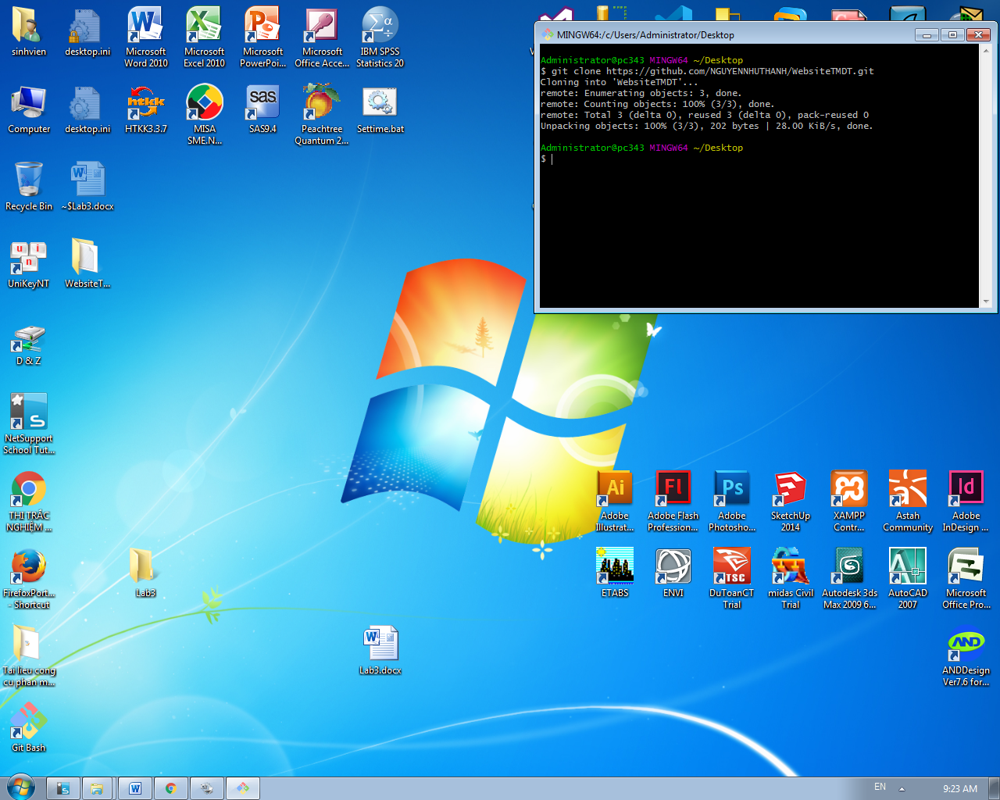 sinhvien
desktop.ini
Microsoft
Word 2010
Microsoft
Excel 2010
Microsoft
PowerPoi...
Microsoft
Office Acce...
IBM SPSS
Statistics 20
Computer
desktop.ini
HTKK3.3.7
MISA
SME.N...
SAS9.4
Peachtree
Quantum 2...
Settime.bat
Recycle Bin
~$Lab3.docx
UniKeyNT
WebsiteT...
D & Z
NetSupport
School Tut...
THI TRẮC
NGHIỆM ...
FirefoxPort...
- Shortcut
Lab3
Tai lieu cong
cu phan m...
Lab3.docx
Git Bash
MINGW64:/c/Users/Administrator/Desktop
Administrator@pc343 MINGW64 ~/Desktop
$ git clone https://github.com/NGUYENNHUTHANH/WebsiteTMDT.git
Cloning into 'WebsiteTMDT'...
remote: Enumerating objects: 3, done.
remote: Counting objects: 100% (3/3), done.
remote: Total 3 (delta 0), reused 3 (delta 0), pack-reused 0
Unpacking objects: 100% (3/3), 202 bytes | 28.00 KiB/s, done.
Administrator@pc343 MINGW64 ~/Desktop
$
Adobe
Illustrat...
Adobe Flash
Profession...
Adobe
Photosho...
SketchUp
2014
XAMPP
Contr...
Astah
Community
Adobe
InDesign ...
ETABS
ENVI
DuToanCT
Trial
midas Civil
Trial
Autodesk 3ds
Max 2009 6...
AutoCAD
2007
Microsoft
Office Pro...
ANDDesign
Ver7.6 for...
EN
9:23 AM